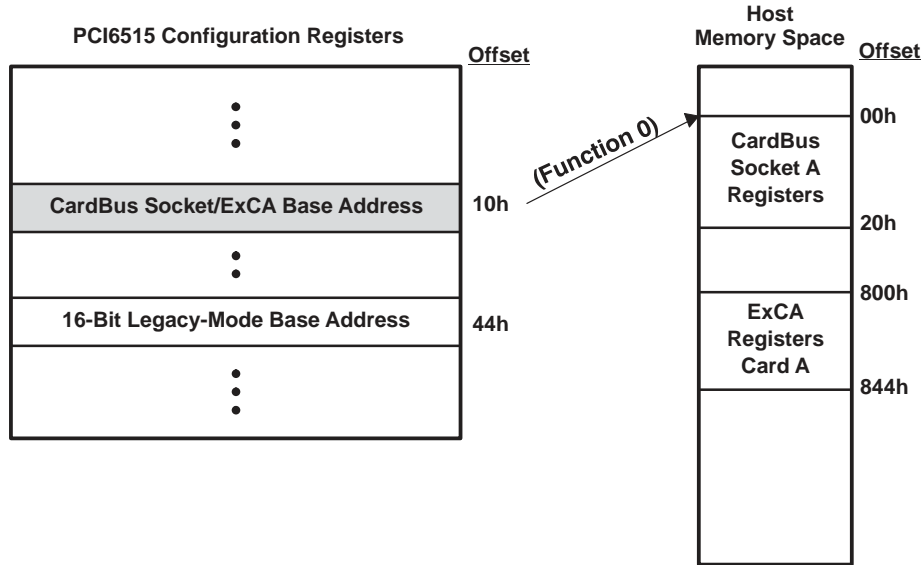 PCI6515 Configuration Registers
Offset
CardBus Socket/ExCA Base Address
10h
16-Bit Legacy-Mode Base Address
44h
(Function 0)
Host
Memory Space
Offset
00h
CardBus
Socket A
Registers
20h
800h
ExCA
Registers
Card A
844h